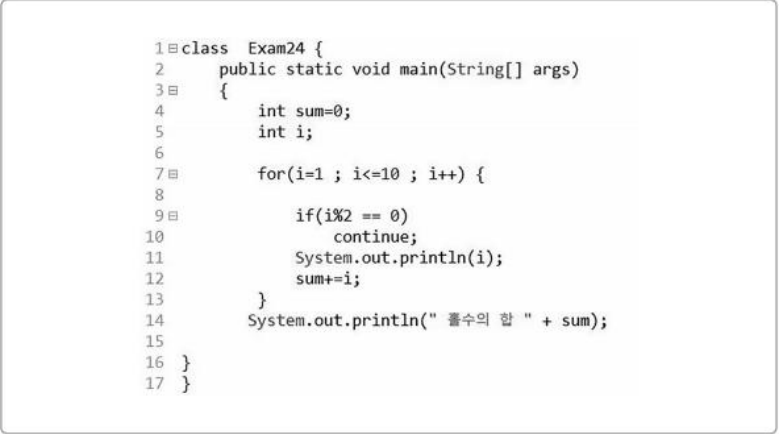 1 class  Exam24 {
2     public static void main(String[] args)
3     {
4         int sum=0;
5         int i;
6
7         for(i=1 ; i<=10 ; i++) {
8
9             if(i%2 == 0)
10                 continue;
11             System.out.println(i);
12             sum+=i;
13         }
14        System.out.println(" 홀수의 합 " + sum);
15
16 }
17 }